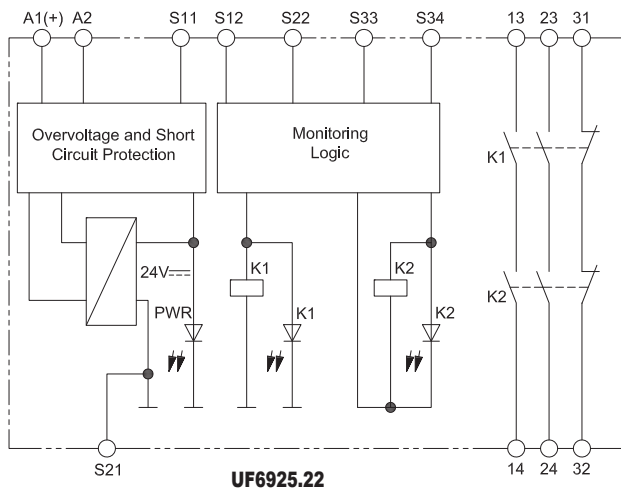 A1(+) A2 S11 S12 S22 S33 S34 13 23 31
Overvoltage and Short
Circuit Protection
Monitoring
Logic
K1
24V
K1
K2
K2
PWR
K1
K2
S21
14 24 32
UF6925.22